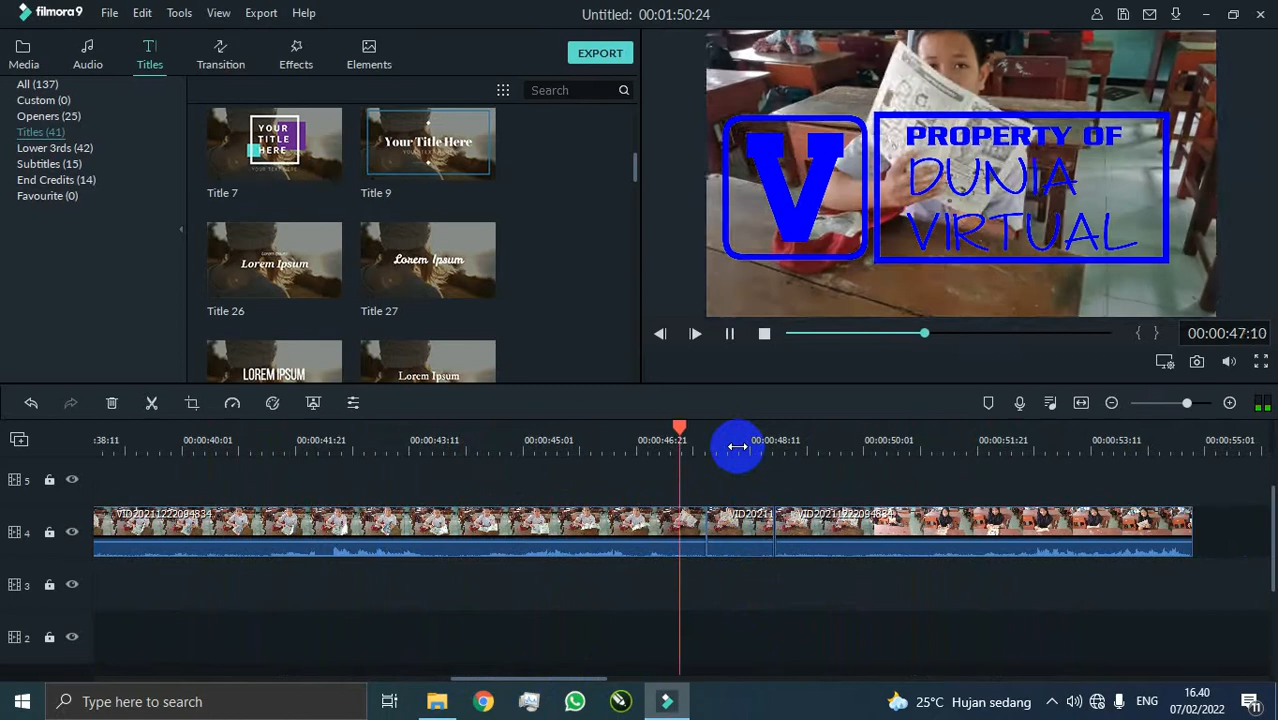 filmora9 File Edit Tools View Export Help Untitled: 00:01:50:24
Media Audio Titles Transition Effects Elements EXPORT
All (137)
Custom (0)
Openers (25)
Titles (41)
Lower 3rds (42)
Subtitles (15)
End Credits (14)
Favourite (0)
Search
YOUR
TITLE
HERE
YOUR TEXT HERE
Your Title Here
Title 7 Title 9
Lorem Ipsum Lorem Ipsum
Title 26 Title 27
LOREM IPSUM Lorem Ipsum
V
PROPERTY OF
DUNIA
VIRTUAL
{ } 00:00:47:10
:38:11 00:00:40:01 00:00:41:21 00:00:43:11 00:00:45:01 00:00:46:21 00:00:48:11 00:00:50:01 00:00:51:21 00:00:53:11 00:00:55:01
5
4 VID20211222094834 VID20211 VID20211222094834
3
2
Type here to search
25°C Hujan sedang
ENG
16.40
07/02/2022
11